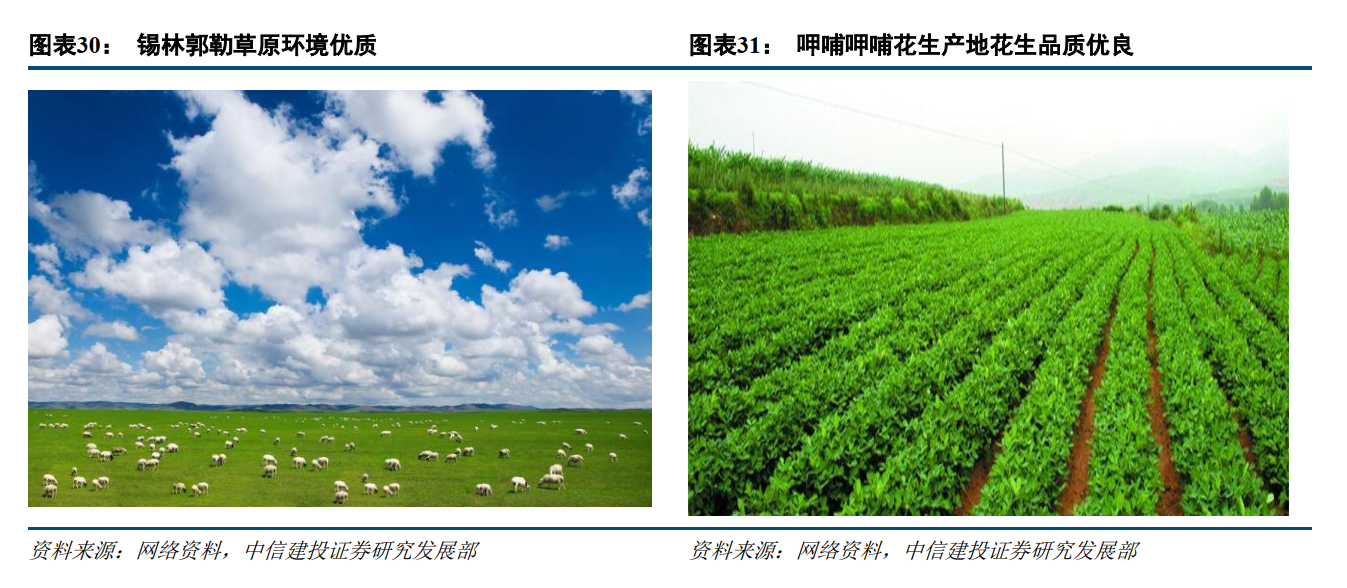 图表30： 锡林郭勒草原环境优质
图表31： 呷哺呷哺花生产地花生品质优良
资料来源：网络资料，中信建投证券研究发展部
资料来源：网络资料，中信建投证券研究发展部